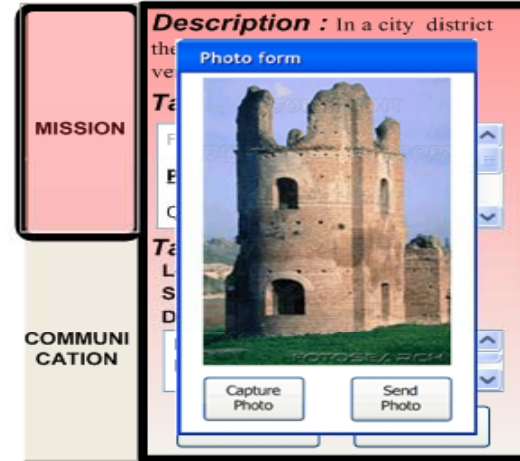 Description : In a city district
the
ve
Ta
Photo form
MISSION
Ta
L
S
D
COMMUNI
CATION
FOTOSEARCH
Capture
Photo
Send
Photo